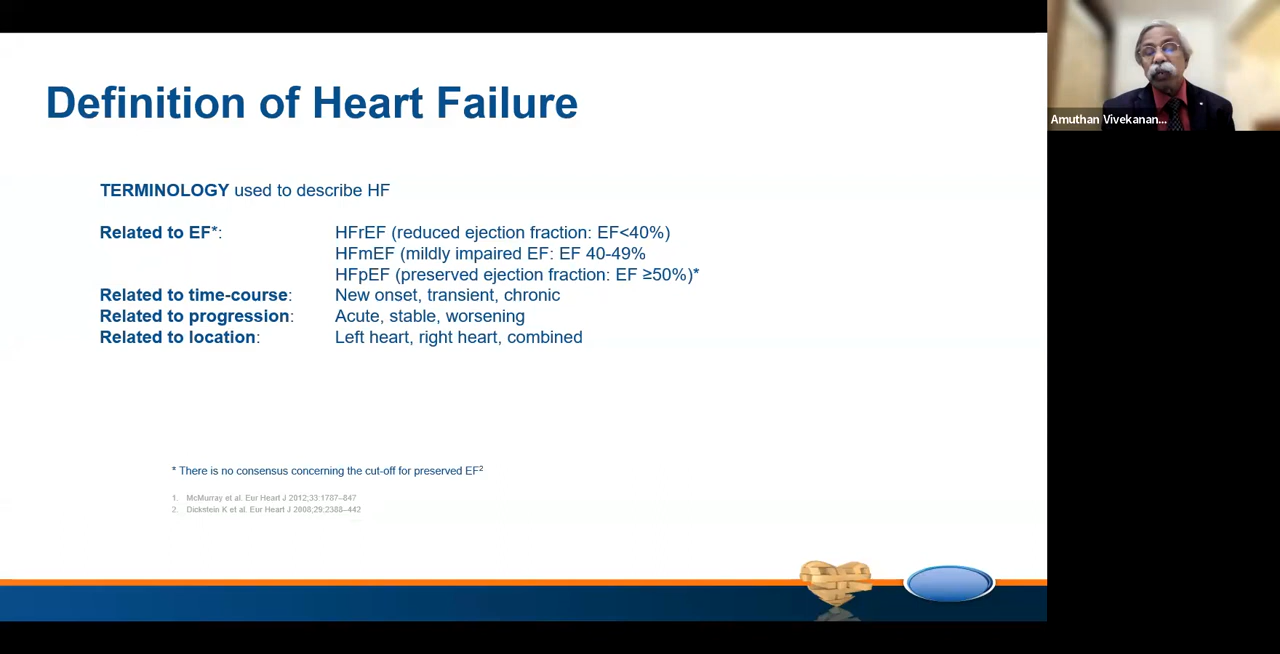 Definition of Heart Failure
TERMINOLOGY used to describe HF
Related to EF*: HFrEF (reduced ejection fraction: EF<40%)
HFmEF (mildly impaired EF: EF 40-49%
HFpEF (preserved ejection fraction: EF ≥50%)*
Related to time-course: New onset, transient, chronic
Related to progression: Acute, stable, worsening
Related to location: Left heart, right heart, combined
* There is no consensus concerning the cut-off for preserved EF2
1. McMurray et al. Eur Heart J 2012;33:1787–847
2. Dickstein K et al. Eur Heart J 2008;29:2388–442
Amuthan Vivekanan...